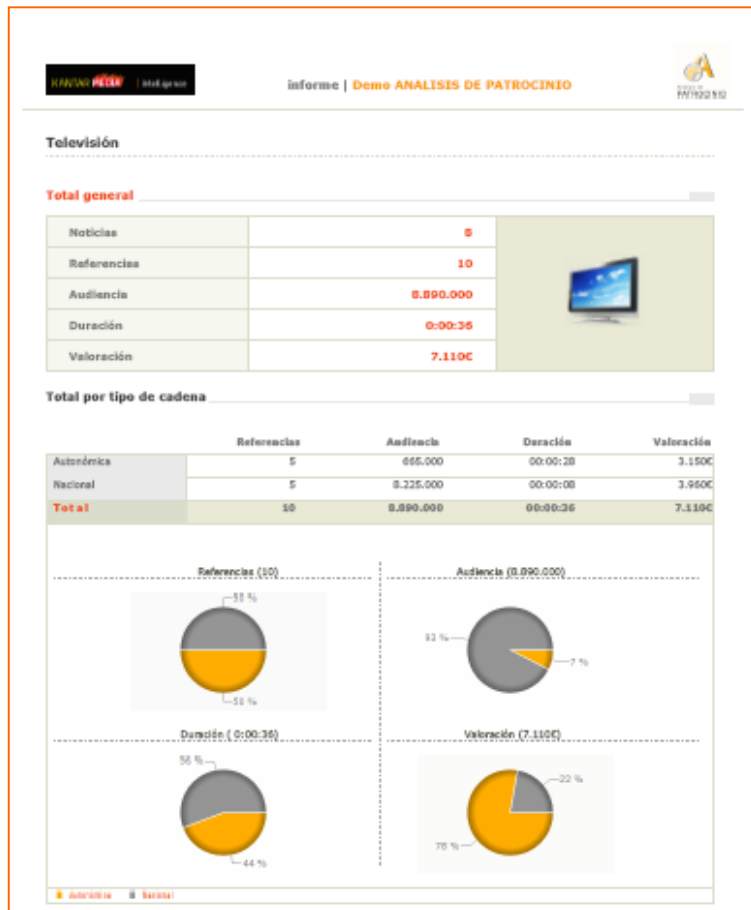 KANTAR MEDIA | intelligence
informe | Demo ANALISIS DE PATROCINIO
PATROCINIO
Televisión
Total general
Noticias 8
Referencias 10
Audiencia 8.890.000
Duración 0:00:36
Valoración 7.110€
Total por tipo de cadena
Referencias Audiencia Duración Valoración
Autonómica 5 665.000 00:00:28 3.150€
Nacional 5 8.225.000 00:00:08 3.960€
Total 10 8.890.000 00:00:36 7.110€
Referencias (10) Audiencia (8.890.000)
50 %
93 %
7 %
50 %
Duración ( 0:00:36) Valoración (7.110€)
56 %
22 %
78 %
44 %
Autonómica Nacional